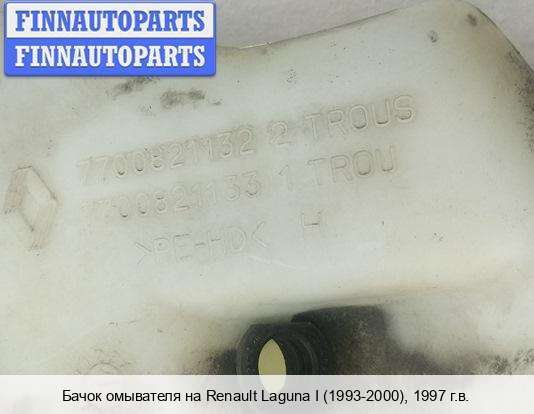 FINNAUTOPARTS
FINNAUTOPARTS
7700821132 2 TROUS
7700821133 1 TROU
>PE-HD< H
Бачок омывателя на Renault Laguna I (1993-2000), 1997 г.в.